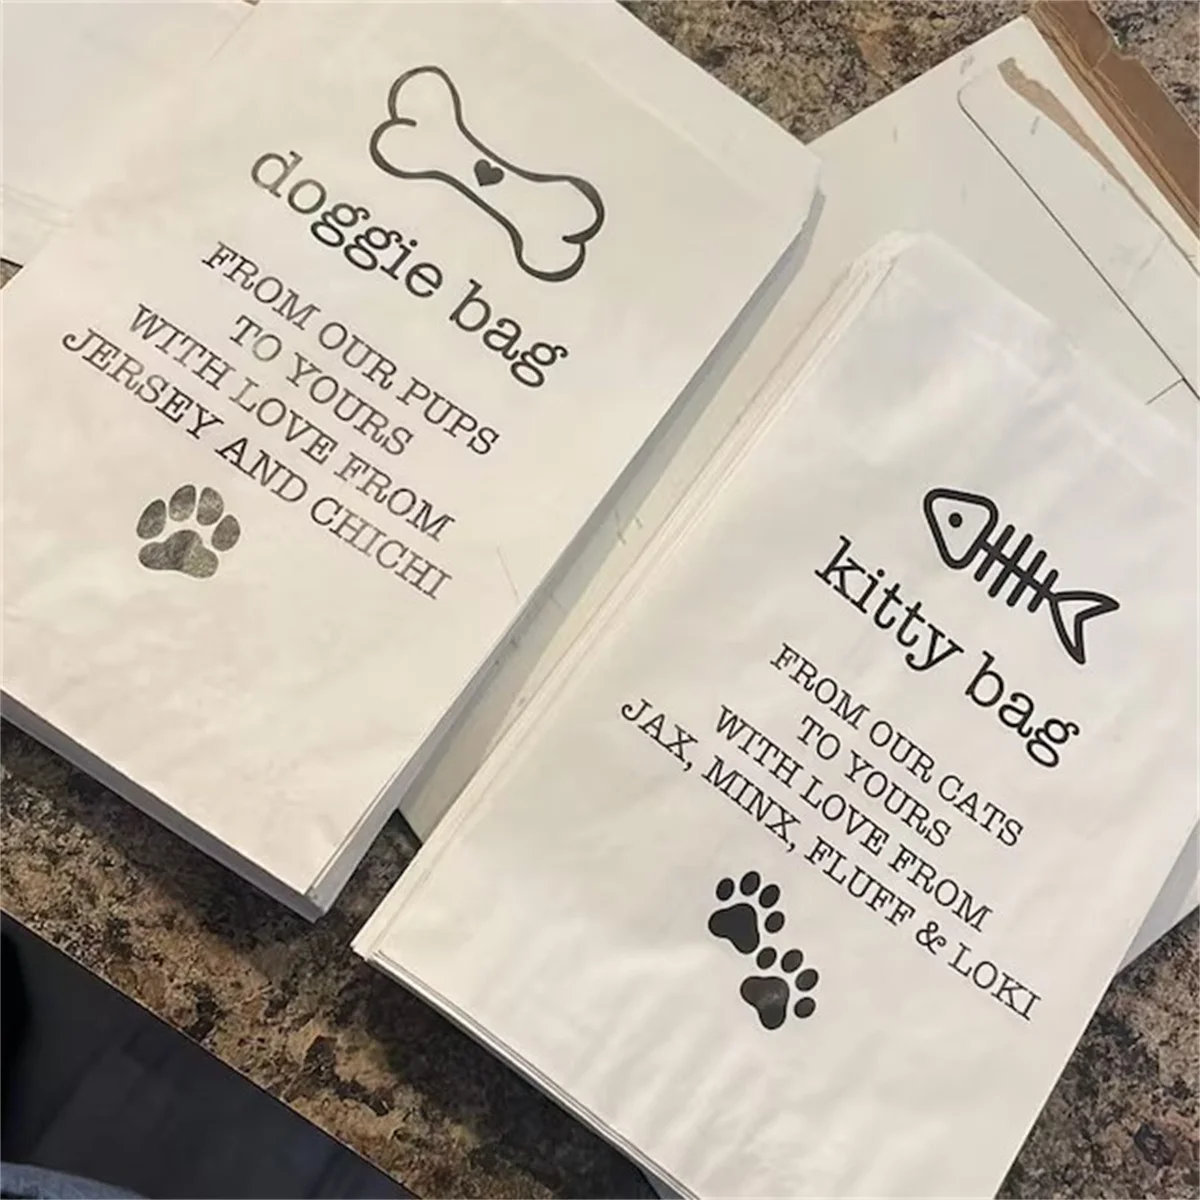 doggie bag
FROM OUR PUPS
TO YOURS
WITH LOVE FROM
JERSEY AND CHICHI
kitty bag
FROM OUR CATS
TO YOURS
WITH LOVE FROM
JAX, MINX, FLUFF & LOKI